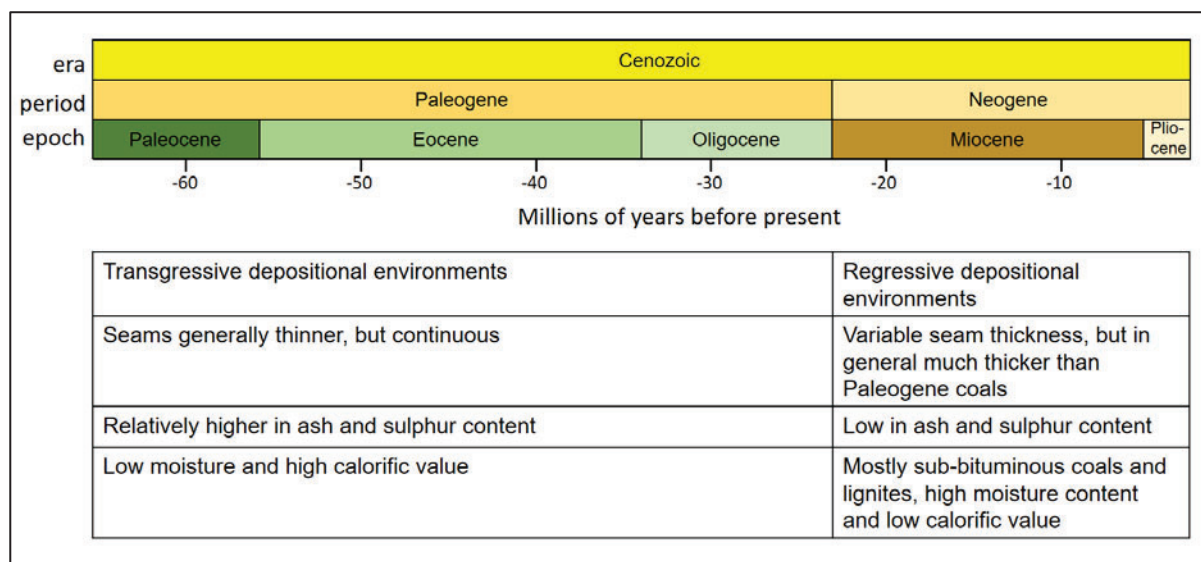 era
Cenozoic
period
Paleogene
Neogene
epoch
Paleocene
Eocene
Oligocene
Miocene
Plio-
cene
-60
-50
-40
-30
-20
-10
Millions of years before present
Transgressive depositional environments
Regressive depositional
environments
Seams generally thinner, but continuous
Variable seam thickness, but in
general much thicker than
Paleogene coals
Relatively higher in ash and sulphur content
Low in ash and sulphur content
Low moisture and high calorific value
Mostly sub-bituminous coals and
lignites, high moisture content
and low calorific value